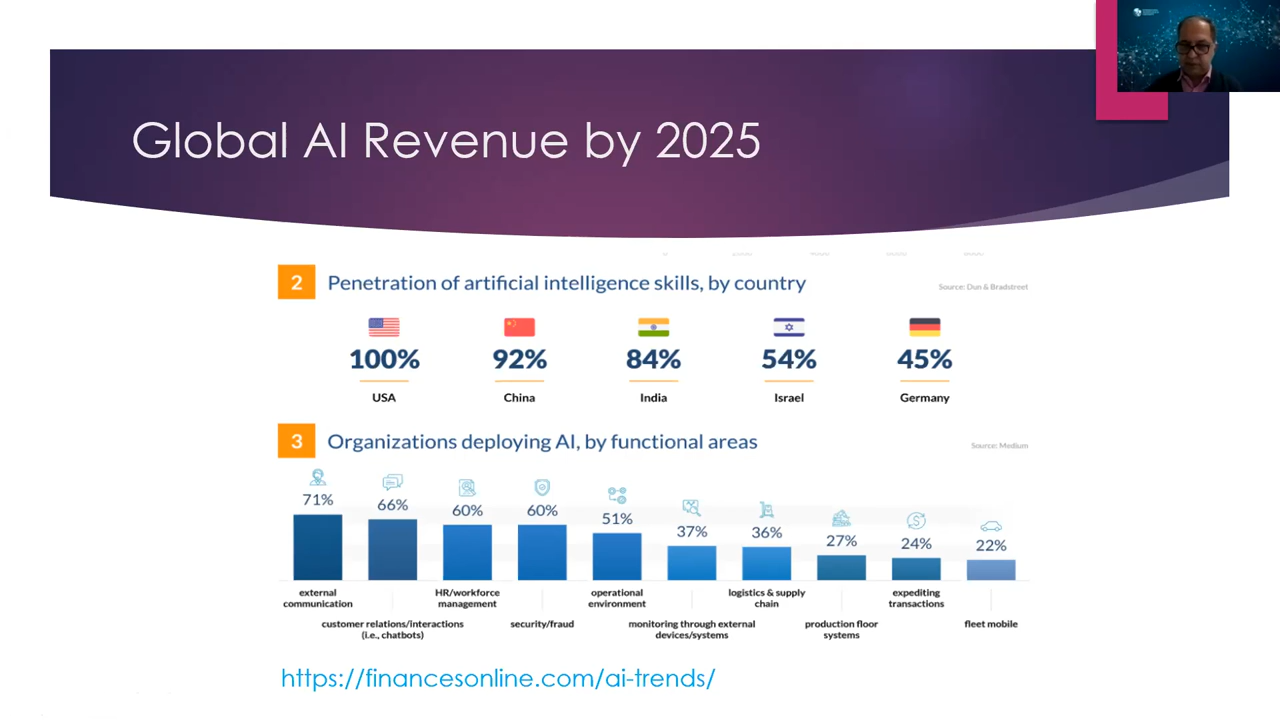 Global AI Revenue by 2025
2 Penetration of artificial intelligence skills, by country
Source: Dun & Bradstreet
100% 92% 84% 54% 45%
USA China India Israel Germany
3 Organizations deploying AI, by functional areas
Source: Medium
71% 66% 60% 60% 51% 37% 36% 27% 24% 22%
external communication
customer relations/interactions (i.e., chatbots)
HR/workforce management
security/fraud
operational environment
monitoring through external devices/systems
logistics & supply chain
production floor systems
expediting transactions
fleet mobile
https://financesonline.com/ai-trends/